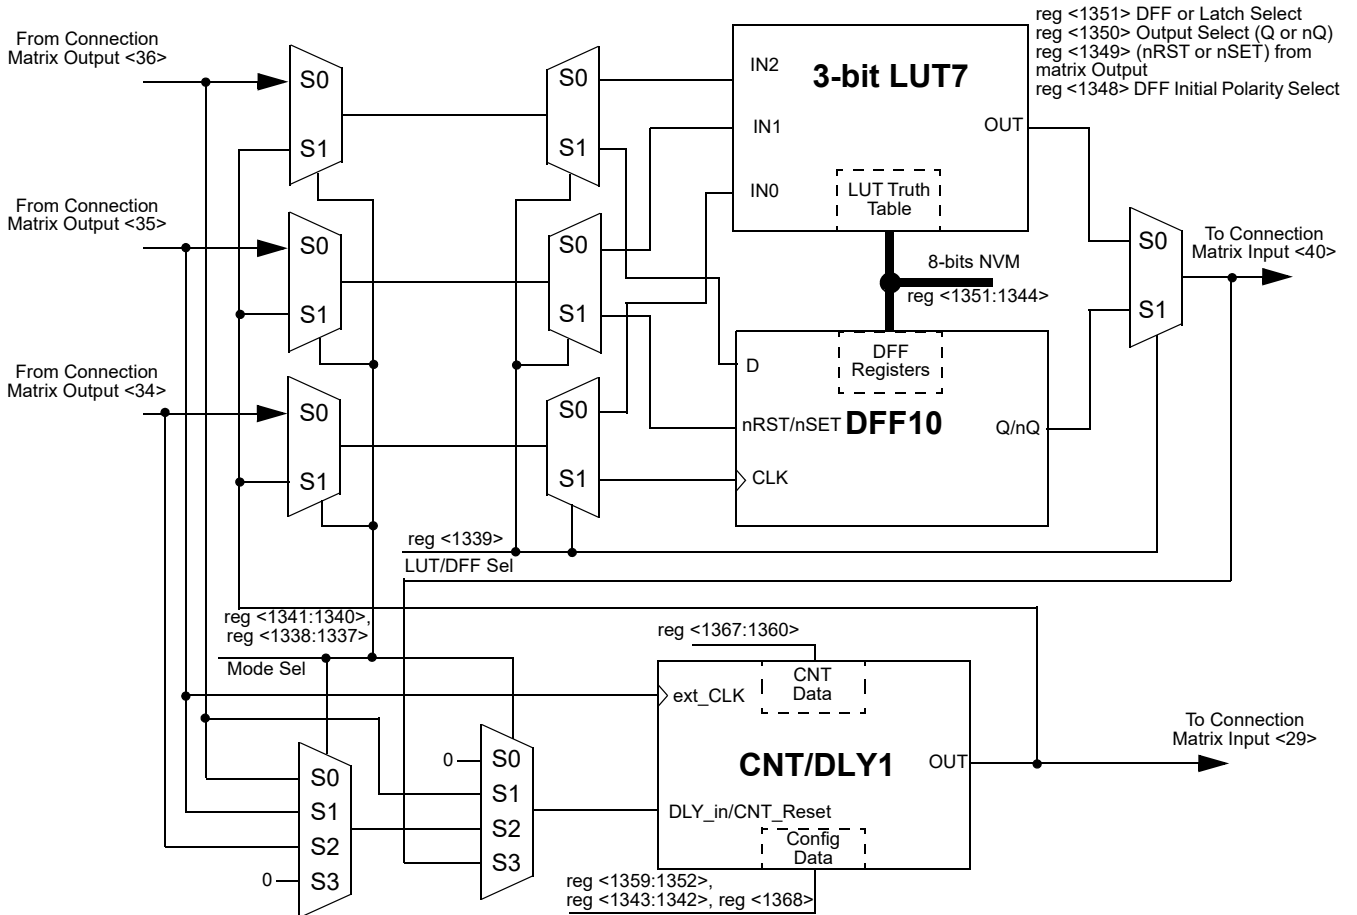 reg <1351> DFF or Latch Select
reg <1350> Output Select (Q or nQ)
reg <1349> (nRST or nSET) from
matrix Output
reg <1348> DFF Initial Polarity Select
From Connection
Matrix Output <36>
S0
S1
S0
S1
IN2
3-bit LUT7
IN1
OUT
IN0
LUT Truth
Table
From Connection
Matrix Output <35>
S0
S1
S0
S1
8-bits NVM
reg <1351:1344>
S0
S1
To Connection
Matrix Input <40>
From Connection
Matrix Output <34>
S0
S1
S0
S1
DFF
Registers
D
nRST/nSET
DFF10
Q/nQ
CLK
reg <1339>
LUT/DFF Sel
reg <1341:1340>,
reg <1338:1337>
Mode Sel
reg <1367:1360>
CNT
Data
ext_CLK
CNT/DLY1
OUT
To Connection
Matrix Input <29>
DLY_in/CNT_Reset
Config
Data
0
S0
S1
S2
S3
S0
S1
S2
0
S3
reg <1359:1352>,
reg <1343:1342>, reg <1368>